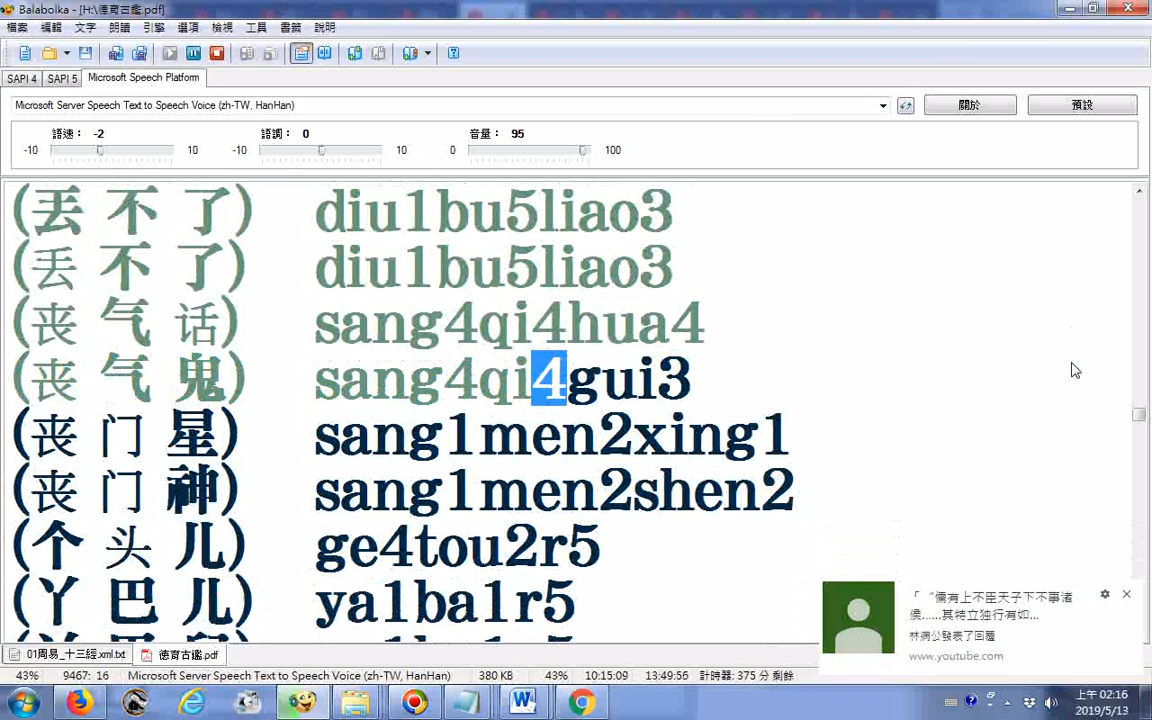 Balabolka - [H:\德育古鑑.pdf]
檔案 編輯 文字 朗讀 引擎 選項 檢視 工具 書籤 說明
SAPI 4 SAPI 5 Microsoft Speech Platform
Microsoft Server Speech Text to Speech Voice (zh-TW, HanHan) 關於 預設
語速： -2 語調： 0 音量： 95
-10 10 -10 10 0 100
(丟不了) diu1bu5liao3
(丢不了) diu1bu5liao3
(丧气话) sang4qi4hua4
(丧气鬼) sang4qi4gui3
(丧门星) sang1men2xing1
(丧门神) sang1men2shen2
(个头儿) ge4tou2r5
(丫巴儿) ya1ba1r5
「 “儒有上不臣天子下不事诸
侯……其特立独行有如...
林病公發表了回覆
www.youtube.com
01周易_十三經.xml.txt 德育古鑑.pdf
43% 9467: 16 Microsoft Server Speech Text to Speech Voice (zh-TW, HanHan) 380 KB 43% 10:15:09 13:49:56 計時器: 375 分 剩餘
上午 02:16
2019/5/13